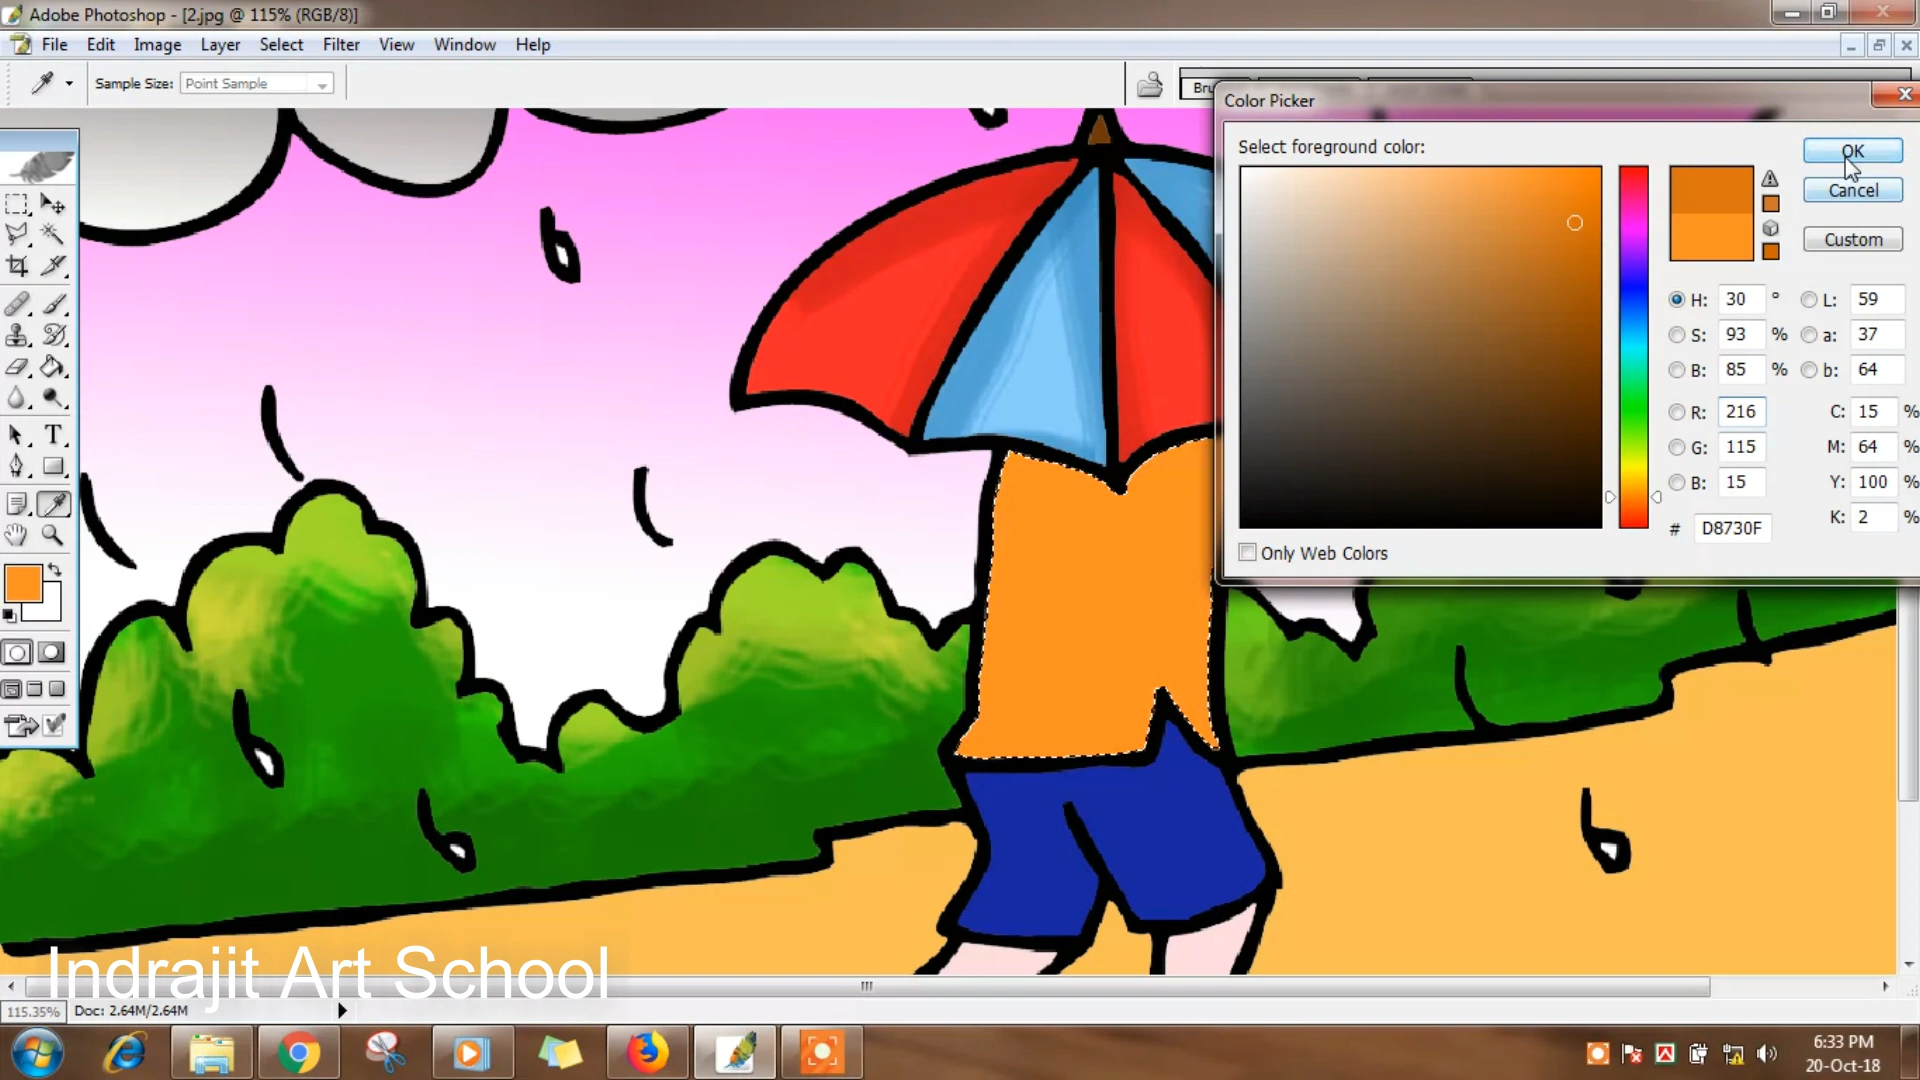 Adobe Photoshop - [2.jpg @ 115% (RGB/8)]
File Edit Image Layer Select Filter View Window Help
Sample Size: Point Sample
Bru
Color Picker
Select foreground color:
OK
Cancel
Custom
H: 30 °
S: 93 %
B: 85 %
R: 216
G: 115
B: 15
# D8730F
L: 59
a: 37
b: 64
C: 15 %
M: 64 %
Y: 100 %
K: 2 %
Only Web Colors
T
Indrajit Art School
115.35% Doc: 2.64M/2.64M
6:33 PM
20-Oct-18